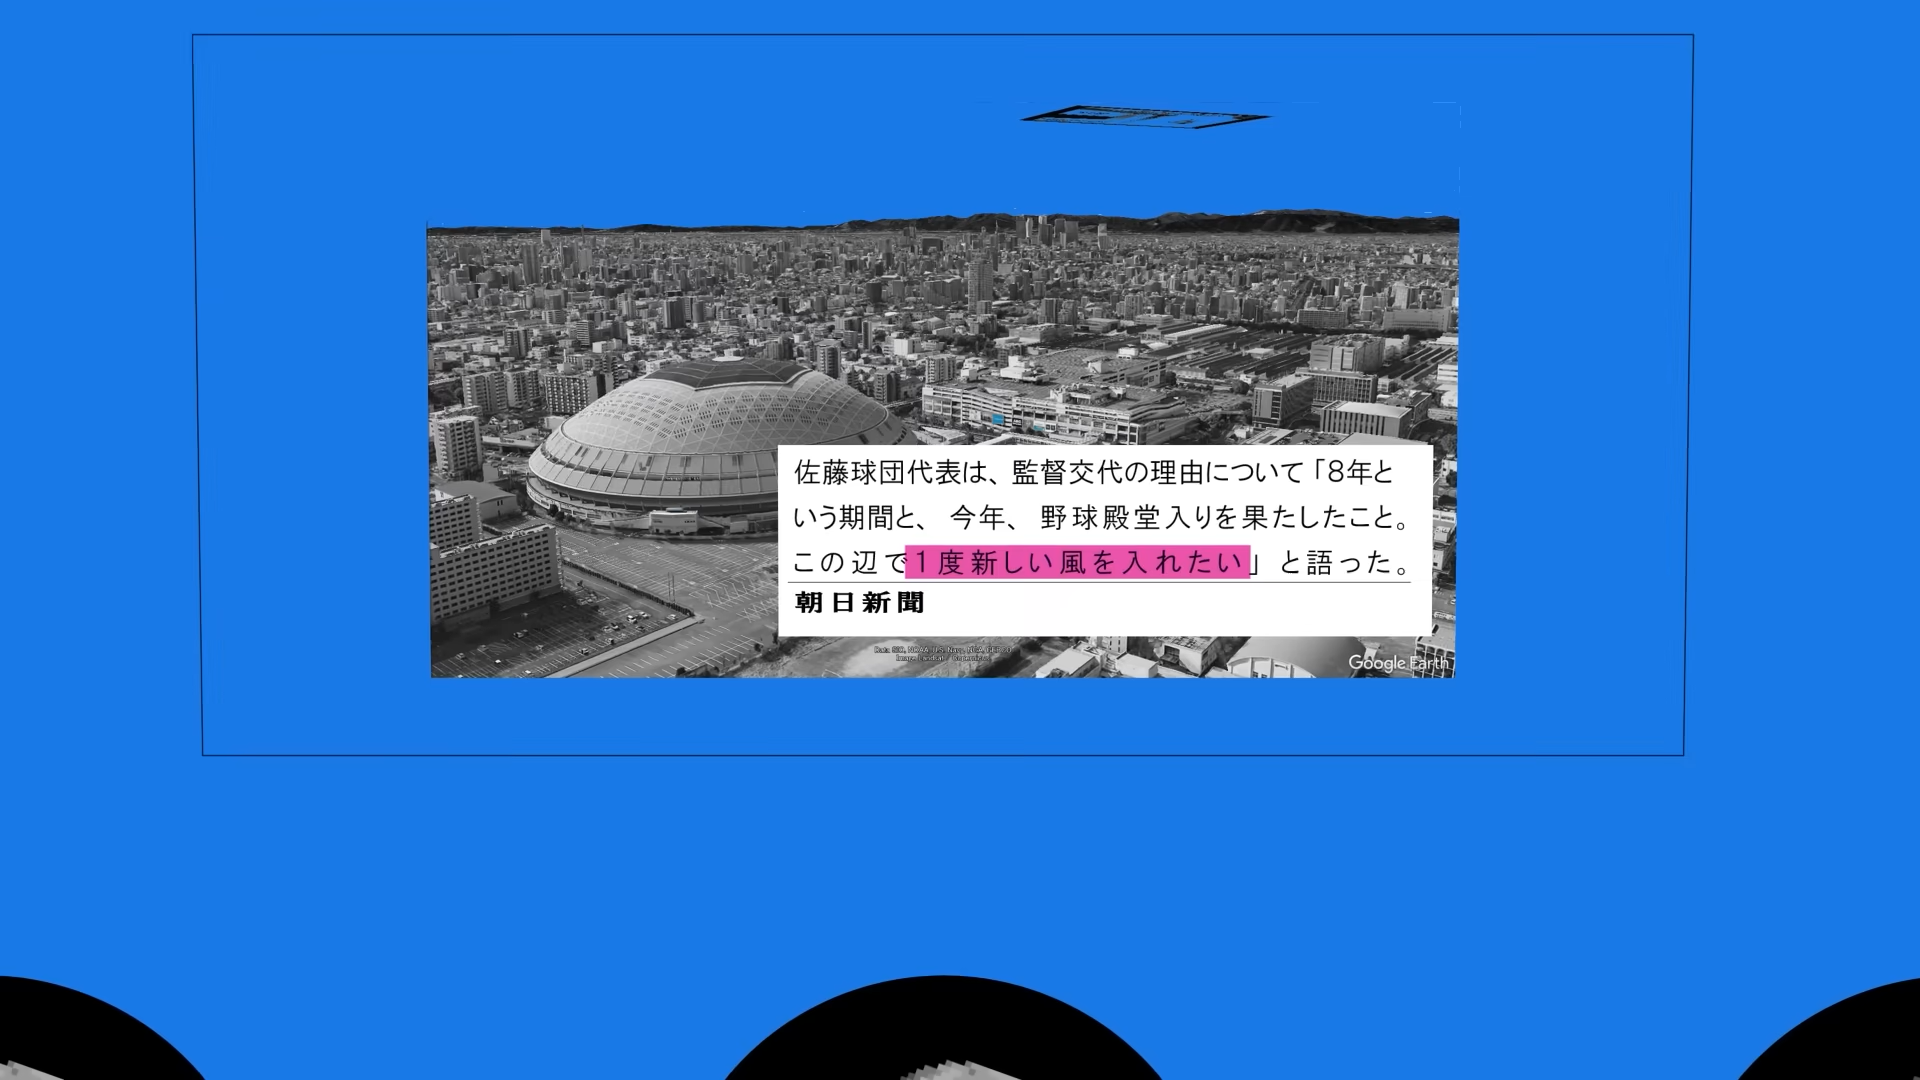 佐藤球団代表は、監督交代の理由について「8年と
いう期間と、今年、野球殿堂入りを果たしたこと。
この辺で1度新しい風を入れたい」と語った。
朝日新聞
Google Earth